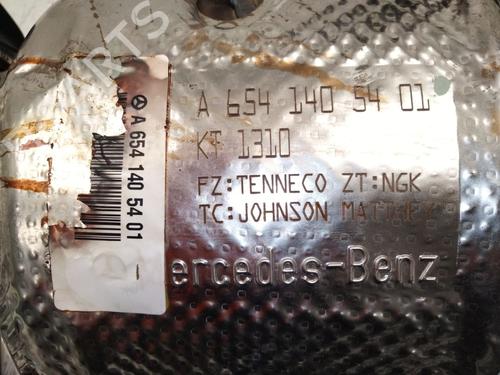 A 654 140 54 01
KT 1310
FZ:TENNECO ZT:NGK
TC:JOHNSON MATTHEY
ercedes-Benz
A 654 140 54 01
PARTS